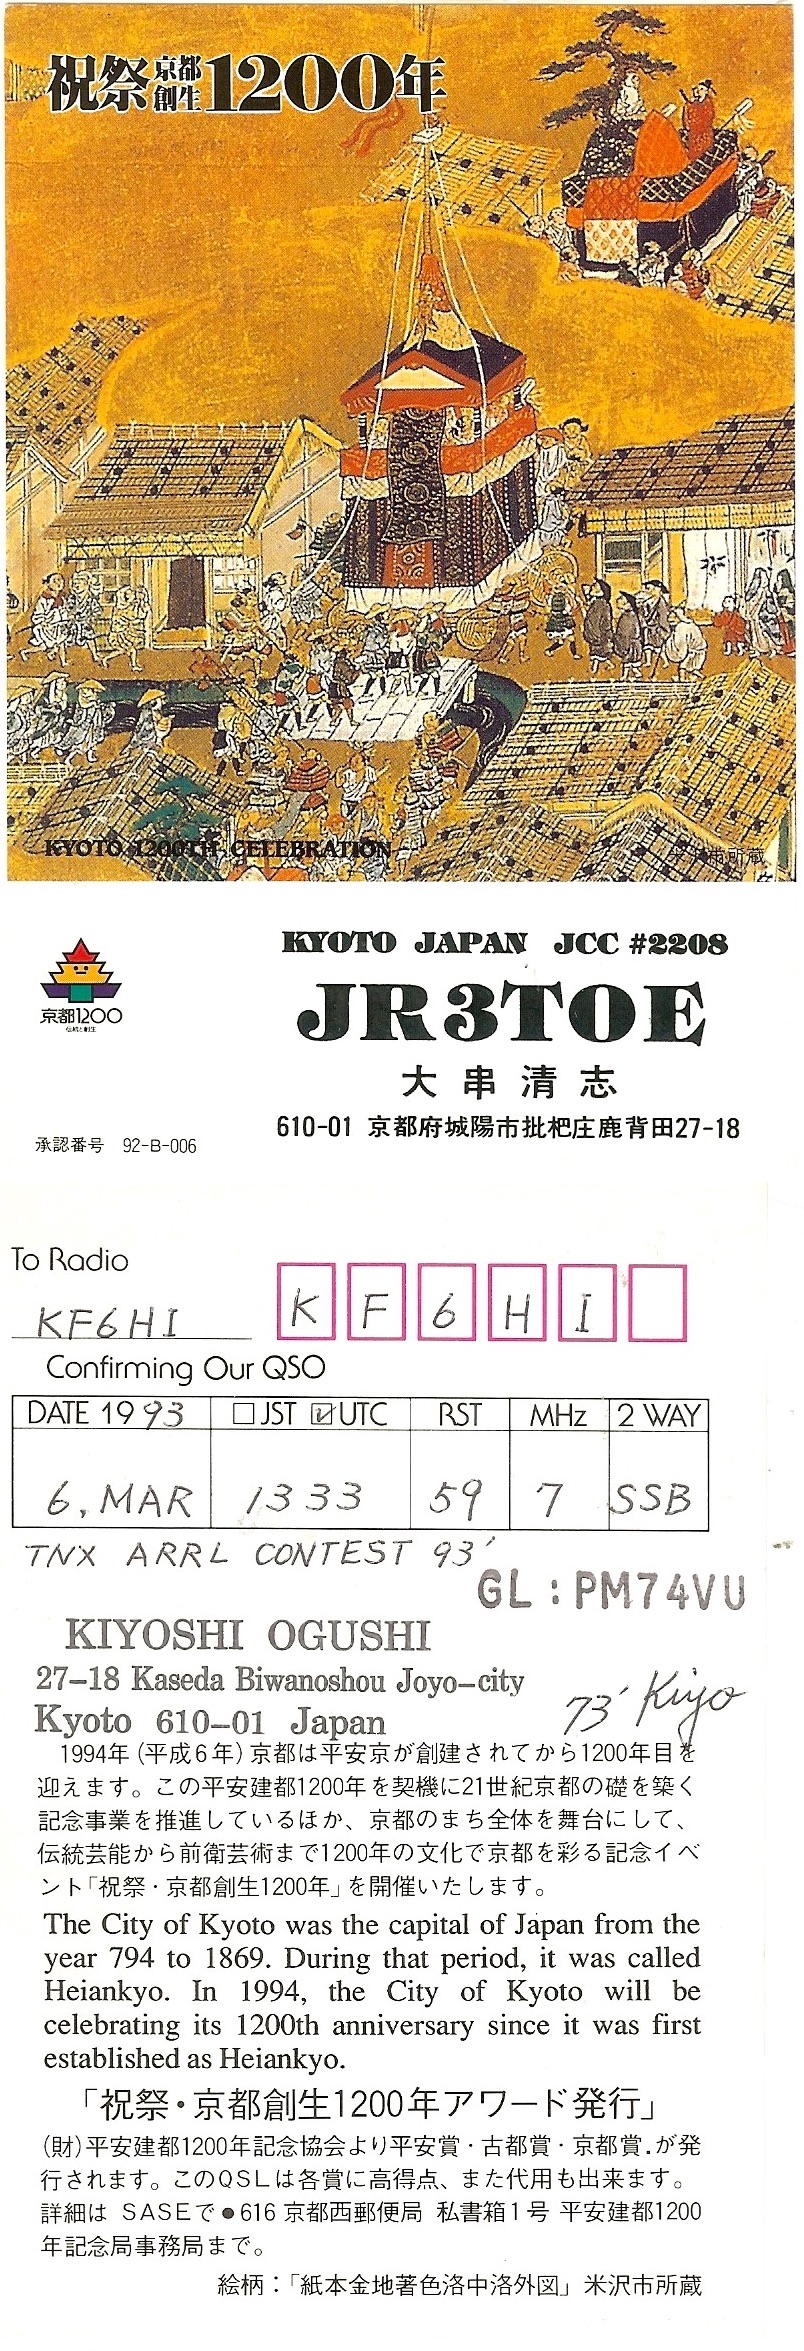 祝祭京都創生1200年
KYOTO 1200TH CELEBRATION
米沢市所蔵
KYOTO JAPAN JCC #2208
JR3TOE
京都1200
伝統と創生
大串清志
610-01 京都府城陽市批杷庄鹿背田27-18
承認番号 92-B-006
To Radio
KF6HI
K F 6 H I
Confirming Our QSO
DATE 1993 □JST ☑UTC RST MHz 2 WAY
6, MAR 1333 59 7 SSB
TNX ARRL CONTEST 93'
GL:PM74VU
KIYOSHI OGUSHI
27-18 Kaseda Biwanoshou Joyo-city
Kyoto 610-01 Japan
73' Kiyo
1994年(平成6年)京都は平安京が創建されてから1200年目を
迎えます。この平安建都1200年を契機に21世紀京都の礎を築く
記念事業を推進しているほか、京都のまち全体を舞台にして、
伝統芸能から前衛芸術まで1200年の文化で京都を彩る記念イベ
ント「祝祭・京都創生1200年」を開催いたします。
The City of Kyoto was the capital of Japan from the
year 794 to 1869. During that period, it was called
Heiankyo. In 1994, the City of Kyoto will be
celebrating its 1200th anniversary since it was first
established as Heiankyo.
「祝祭・京都創生1200年アワード発行」
(財)平安建都1200年記念協会より平安賞・古都賞・京都賞.が発
行されます。このQSLは各賞に高得点、また代用も出来ます。
詳細は SASEで●616 京都西郵便局 私書箱1号 平安建都1200
年記念局事務局まで。
絵柄：「紙本金地著色洛中洛外図」米沢市所蔵